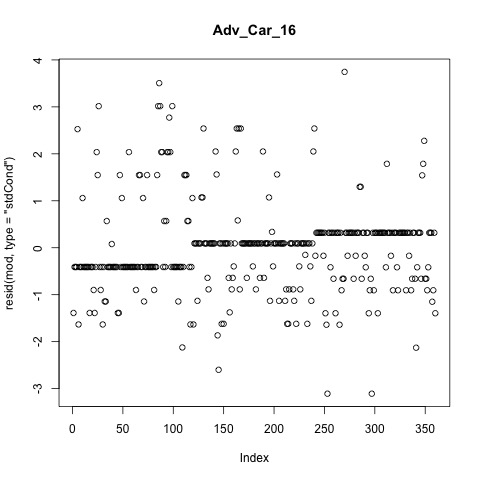 Adv_Car_16
resid(mod, type = "stdCond")
4
3
2
1
0
-1
-2
-3
0 50 100 150 200 250 300 350
Index